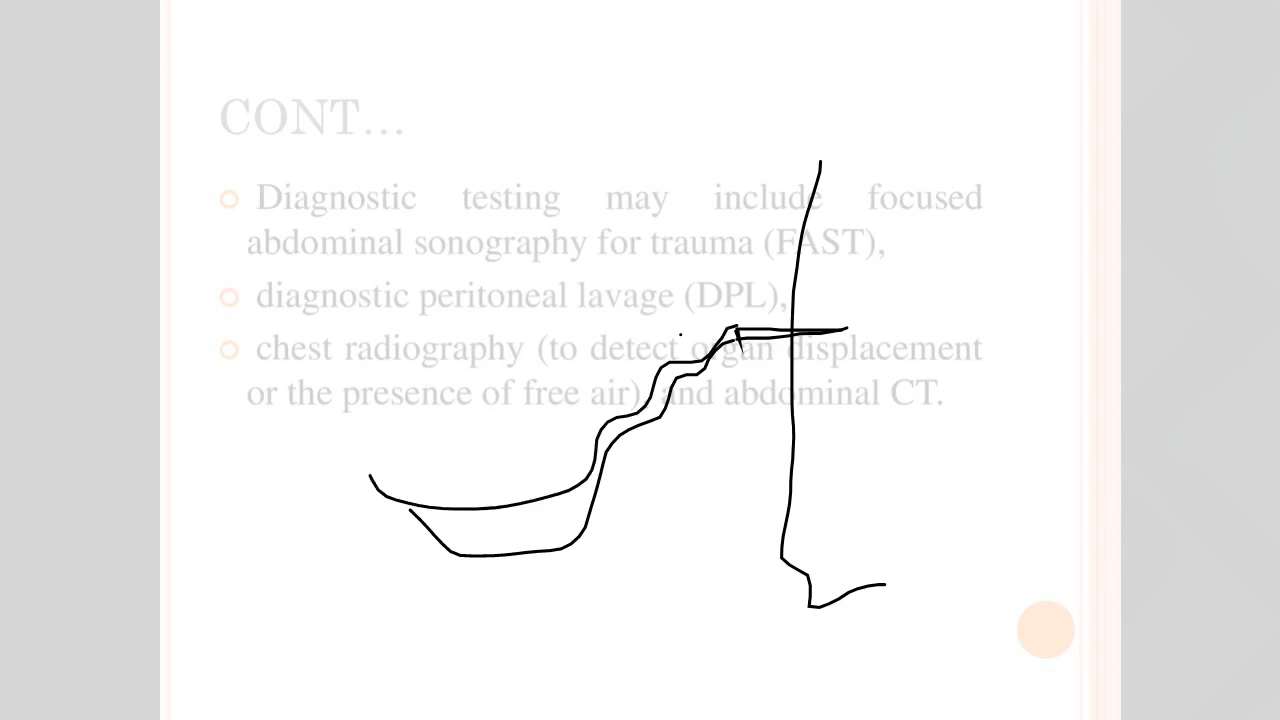 CONT...
Diagnostic testing may include focused
abdominal sonography for trauma (FAST),
diagnostic peritoneal lavage (DPL),
chest radiography (to detect organ displacement
or the presence of free air), and abdominal CT.